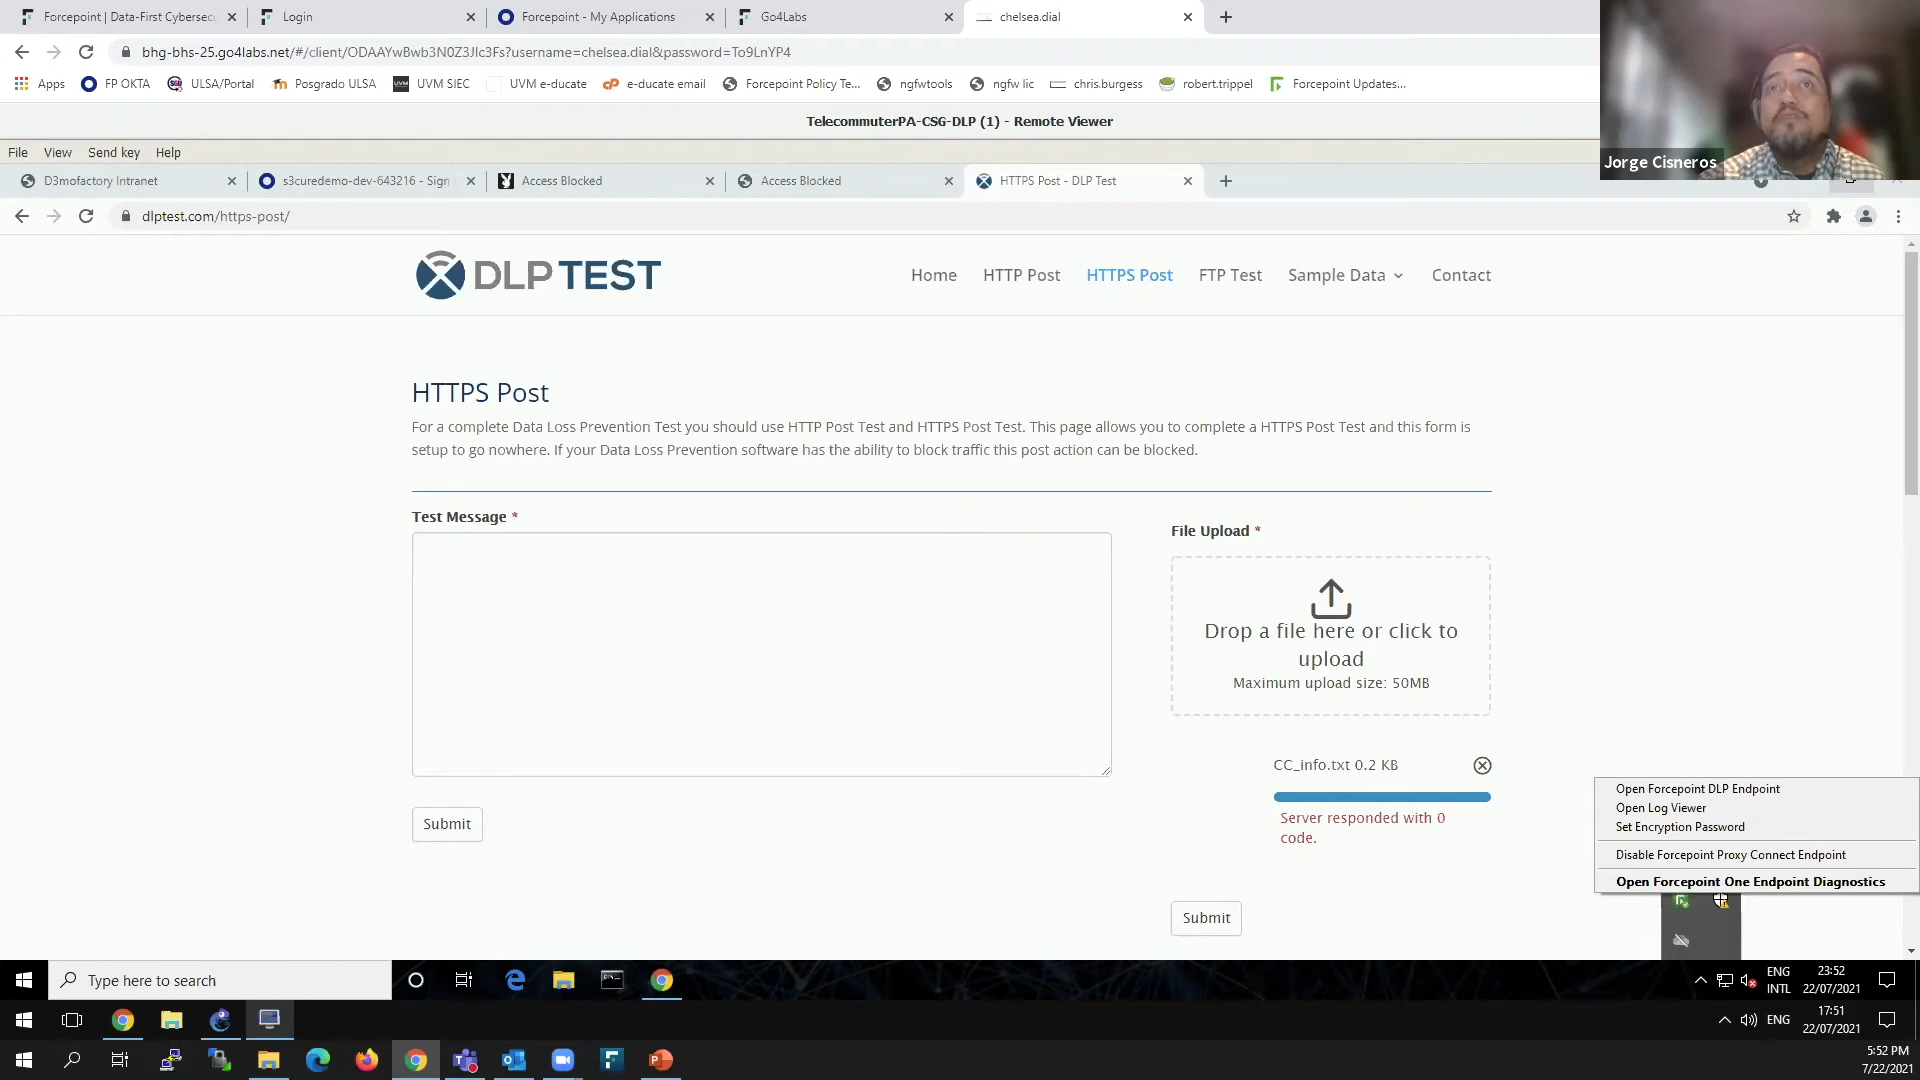 Forcepoint | Data-First Cybersec
Login
Forcepoint - My Applications
Go4Labs
chelsea.dial
bhg-bhs-25.go4labs.net/#/client/ODAAYwBwb3N0Z3Jlc3Fs?username=chelsea.dial&password=To9LnYP4
Apps
FP OKTA
ULSA/Portal
Posgrado ULSA
UVM SIEC
UVM e-ducate
e-ducate email
Forcepoint Policy Te...
ngfwtools
ngfw lic
chris.burgess
robert.trippel
Forcepoint Updates...
TelecommuterPA-CSG-DLP (1) - Remote Viewer
Jorge Cisneros
File View Send key Help
D3mofactory Intranet
s3curedemo-dev-643216 - Sign
Access Blocked
Access Blocked
HTTPS Post - DLP Test
dlptest.com/https-post/
DLP TEST
Home HTTP Post HTTPS Post FTP Test Sample Data Contact
HTTPS Post
For a complete Data Loss Prevention Test you should use HTTP Post Test and HTTPS Post Test. This page allows you to complete a HTTPS Post Test and this form is
setup to go nowhere. If your Data Loss Prevention software has the ability to block traffic this post action can be blocked.
Test Message *
File Upload *
Drop a file here or click to
upload
Maximum upload size: 50MB
CC_info.txt 0.2 KB
Server responded with 0
code.
Submit
Submit
Open Forcepoint DLP Endpoint
Open Log Viewer
Set Encryption Password
Disable Forcepoint Proxy Connect Endpoint
Open Forcepoint One Endpoint Diagnostics
Type here to search
ENG
INTL
23:52
22/07/2021
ENG
17:51
22/07/2021
5:52 PM
7/22/2021